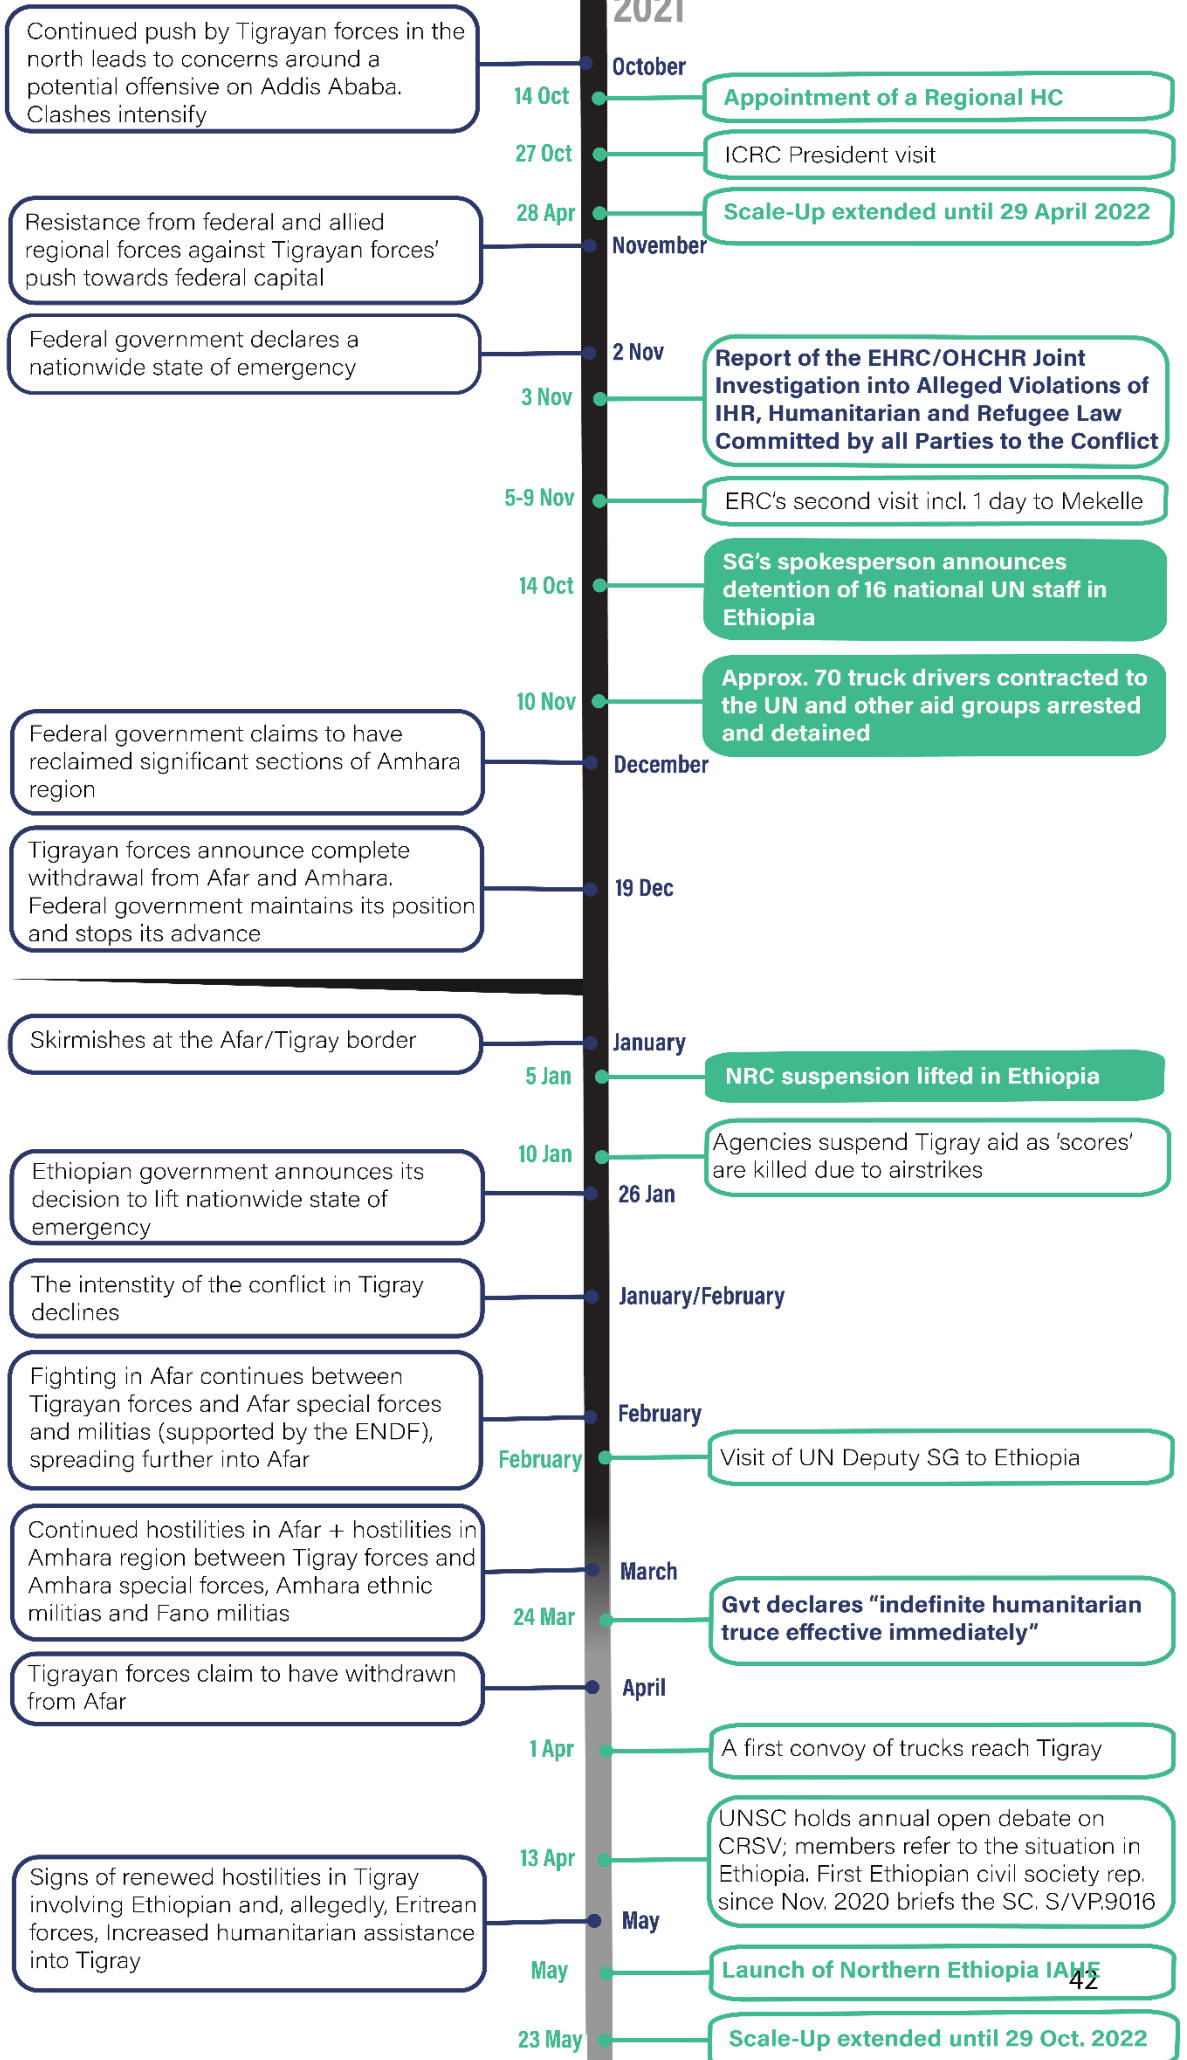 2021
Continued push by Tigrayan forces in the
north leads to concerns around a
potential offensive on Addis Ababa.
Clashes intensify
October
14 Oct
Appointment of a Regional HC
27 Oct
ICRC President visit
28 Apr
Scale-Up extended until 29 April 2022
Resistance from federal and allied
regional forces against Tigrayan forces'
push towards federal capital
November
Federal government declares a
nationwide state of emergency
2 Nov
3 Nov
Report of the EHRC/OHCHR Joint
Investigation into Alleged Violations of
IHR, Humanitarian and Refugee Law
Committed by all Parties to the Conflict
5-9 Nov
ERC's second visit incl. 1 day to Mekelle
14 Oct
SG's spokesperson announces
detention of 16 national UN staff in
Ethiopia
10 Nov
Approx. 70 truck drivers contracted to
the UN and other aid groups arrested
and detained
Federal government claims to have
reclaimed significant sections of Amhara
region
December
Tigrayan forces announce complete
withdrawal from Afar and Amhara.
Federal government maintains its position
and stops its advance
19 Dec
Skirmishes at the Afar/Tigray border
January
5 Jan
NRC suspension lifted in Ethiopia
10 Jan
Agencies suspend Tigray aid as 'scores'
are killed due to airstrikes
Ethiopian government announces its
decision to lift nationwide state of
emergency
26 Jan
The intenstity of the conflict in Tigray
declines
January/February
Fighting in Afar continues between
Tigrayan forces and Afar special forces
and militias (supported by the ENDF),
spreading further into Afar
February
February
Visit of UN Deputy SG to Ethiopia
Continued hostilities in Afar + hostilities in
Amhara region between Tigray forces and
Amhara special forces, Amhara ethnic
militias and Fano militias
March
24 Mar
Gvt declares "indefinite humanitarian
truce effective immediately"
Tigrayan forces claim to have withdrawn
from Afar
April
1 Apr
A first convoy of trucks reach Tigray
13 Apr
UNSC holds annual open debate on
CRSV; members refer to the situation in
Ethiopia. First Ethiopian civil society rep.
since Nov. 2020 briefs the SC. S/VP.9016
Signs of renewed hostilities in Tigray
involving Ethiopian and, allegedly, Eritrean
forces, Increased humanitarian assistance
into Tigray
May
May
Launch of Northern Ethiopia IAHE
42
23 May
Scale-Up extended until 29 Oct. 2022